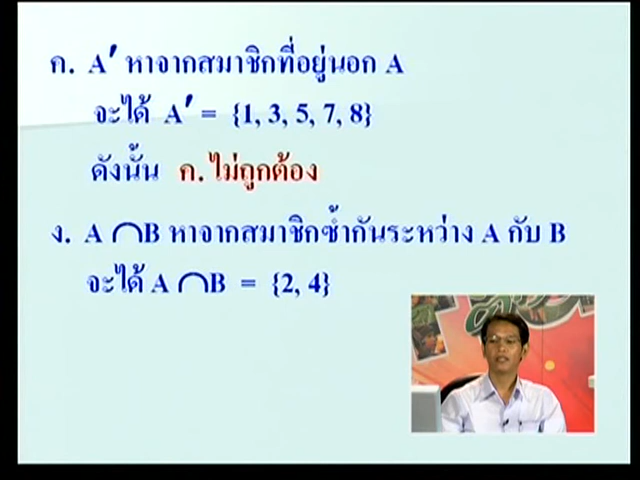 ค. A′ หาจากสมาชิกที่อยู่นอก A
จะได้ A′ = {1, 3, 5, 7, 8}
ดังนั้น ค. ไม่ถูกต้อง
ง. A ∩ B หาจากสมาชิกซ้ำกันระหว่าง A กับ B
จะได้ A ∩ B = {2, 4}